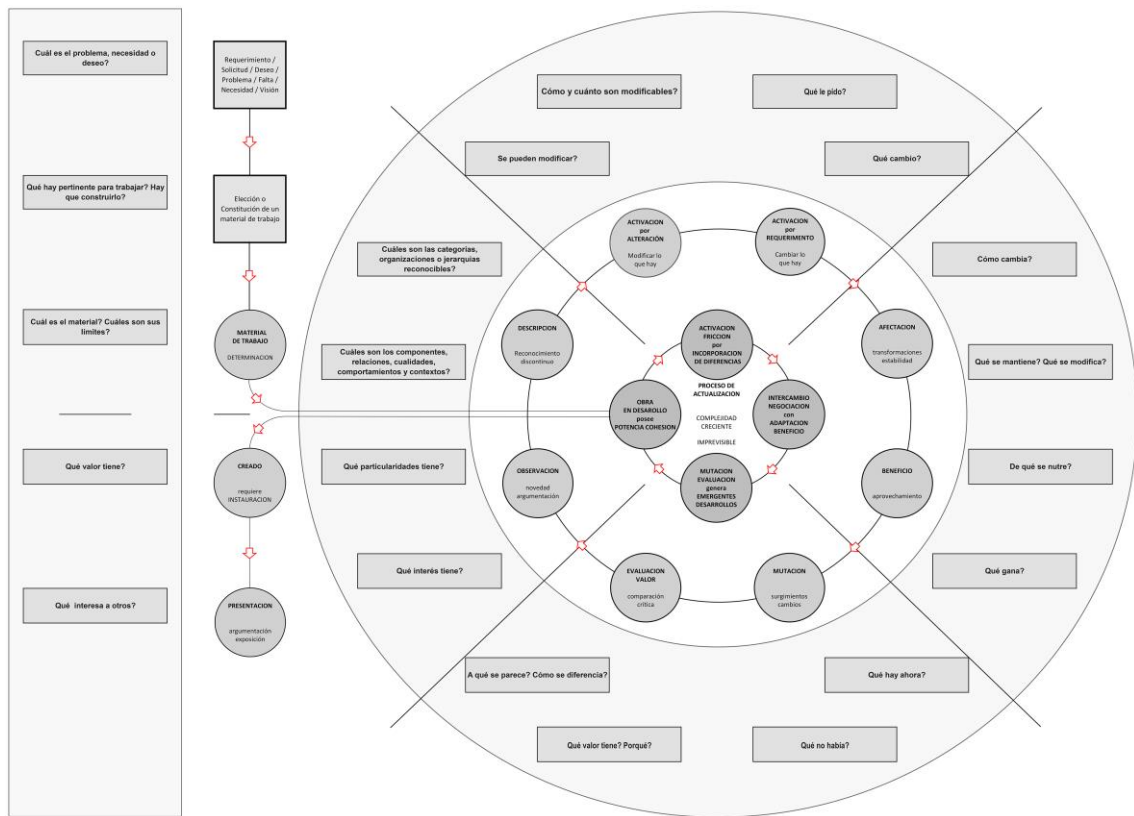 Cuál es el problema, necesidad o
deseo?
Qué hay pertinente para trabajar? Hay
que construirlo?
Cuál es el material? Cuáles son sus
límites?
Qué valor tiene?
Qué interesa a otros?
Requerimiento /
Solicitud / Deseo /
Problema / Falta /
Necesidad / Visión
Elección o
Constitución de un
material de trabajo
MATERIAL
DE TRABAJO
DETERMINACION
CREADO
requiere
INSTAURACION
PRESENTACION
argumentación
exposición
Cómo y cuánto son modificables?
Qué le pido?
Se pueden modificar?
Qué cambio?
Cuáles son las categorías,
organizaciones o jerarquías
reconocibles?
Cómo cambia?
Cuáles son los componentes,
relaciones, cualidades,
comportamientos y contextos?
Qué se mantiene? Qué se modifica?
Qué particularidades tiene?
De qué se nutre?
Qué interés tiene?
Qué gana?
A qué se parece? Cómo se diferencia?
Qué hay ahora?
Qué valor tiene? Porqué?
Qué no había?
ACTIVACION
por
ALTERACIÓN
Modificar lo
que hay
ACTIVACION
por
REQUERIMENTO
Cambiar lo
que hay
DESCRIPCION
Reconocimiento
discontinuo
AFECTACION
transformaciones
estabilidad
OBSERVACION
novedad
argumentación
BENEFICIO
aprovechamiento
EVALUACION
VALOR
comparación
crítica
MUTACION
surgimientos
cambios
ACTIVACION
FRICCION
por
INCORPORACION
DE DIFERENCIAS
PROCESO DE
ACTUALIZACION
COMPLEJIDAD
CRECIENTE
IMPREVISIBLE
OBRA
EN DESARROLLO
posee
POTENCIA COHESION
INTERCAMBIO
NEGOCIACION
con
ADAPTACION
BENEFICIO
MUTACION
EVALUACION
genera
EMERGENTES
DESARROLLOS